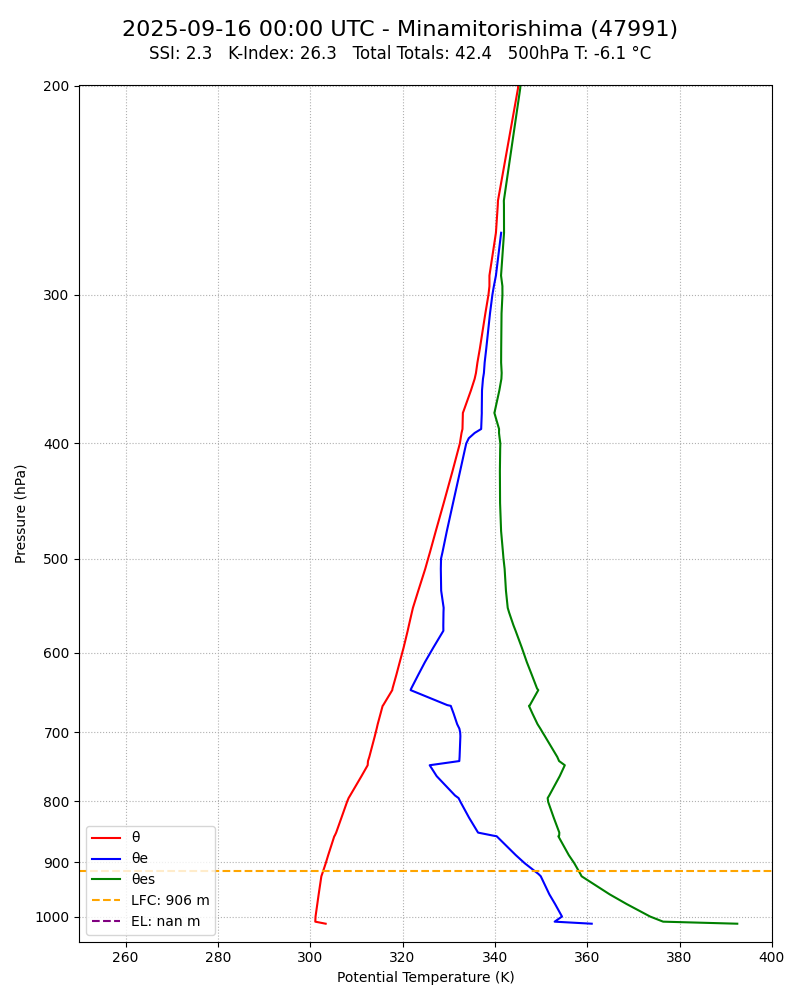 2025-09-16 00:00 UTC - Minamitorishima (47991)
SSI: 2.3   K-Index: 26.3   Total Totals: 42.4   500hPa T: -6.1 °C
200
300
400
500
600
700
800
900
1000
Pressure (hPa)
θ
θe
θes
LFC: 906 m
EL: nan m
260
280
300
320
340
360
380
400
Potential Temperature (K)